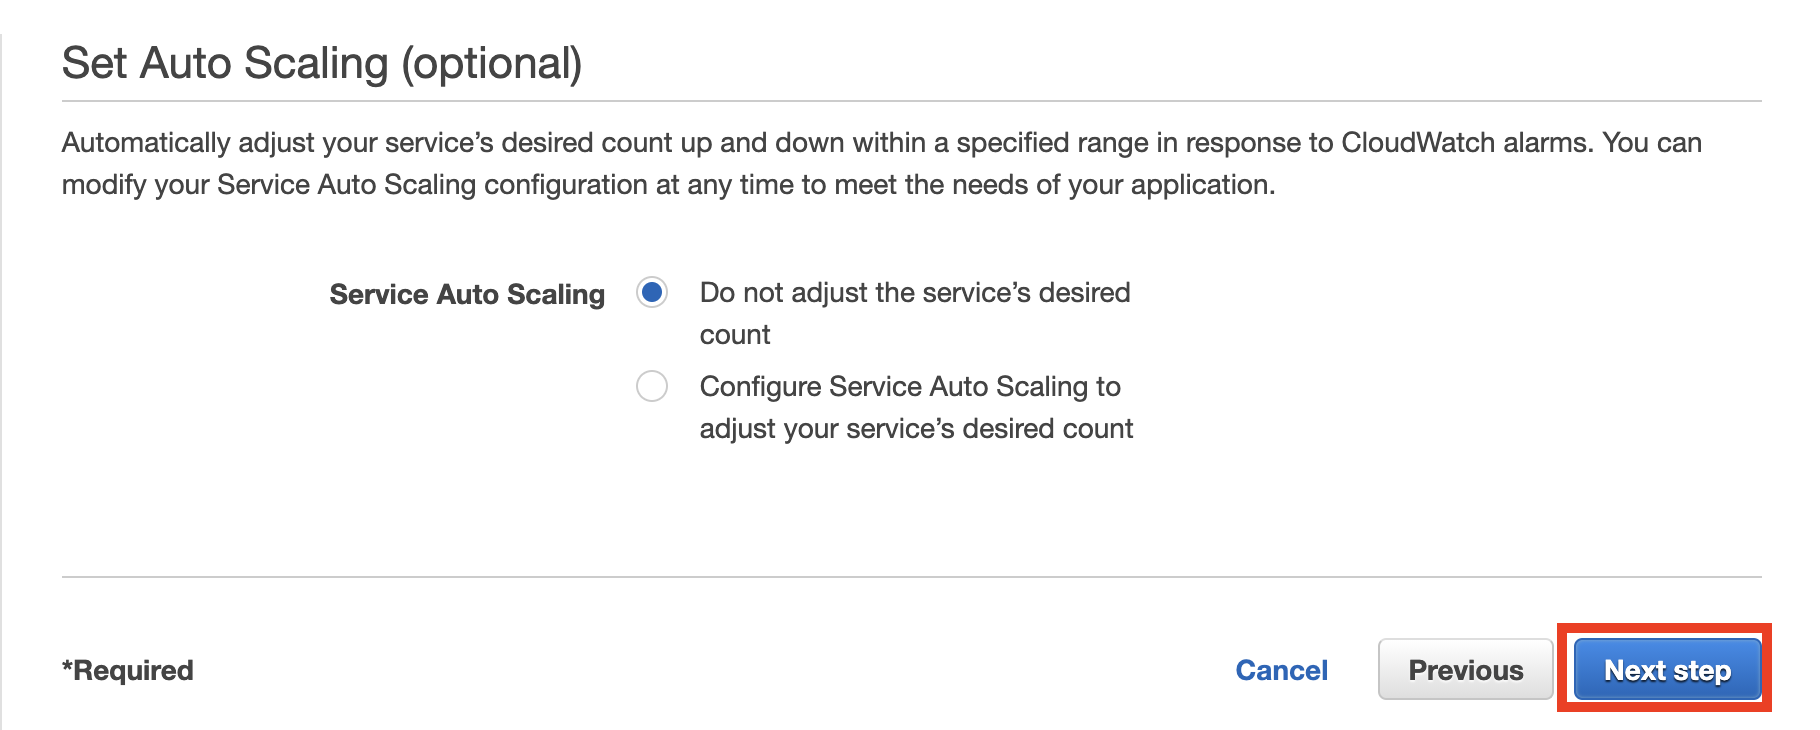 Set Auto Scaling (optional)
Automatically adjust your service’s desired count up and down within a specified range in response to CloudWatch alarms. You can
modify your Service Auto Scaling configuration at any time to meet the needs of your application.
Service Auto Scaling
Do not adjust the service’s desired
count
Configure Service Auto Scaling to
adjust your service’s desired count
*Required
Cancel
Previous
Next step